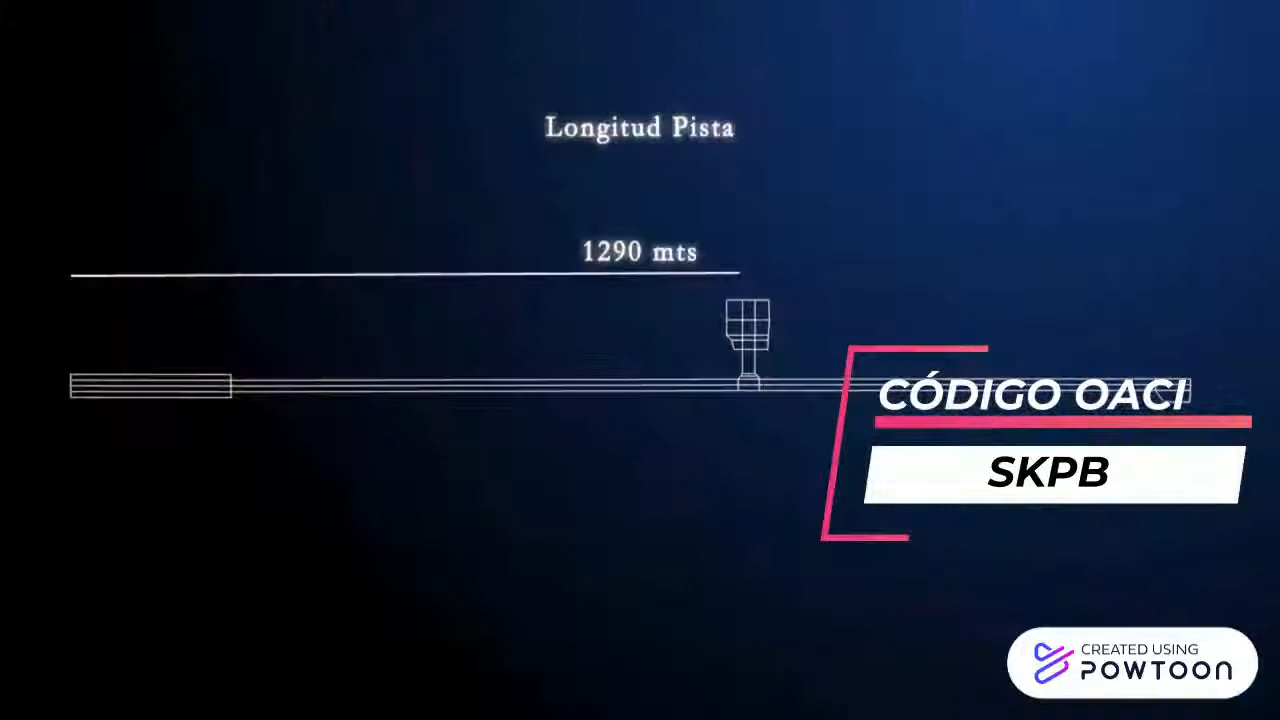 Longitud Pista
1290 mts
CÓDIGO OACI
SKPB
CREATED USING
POWTOON